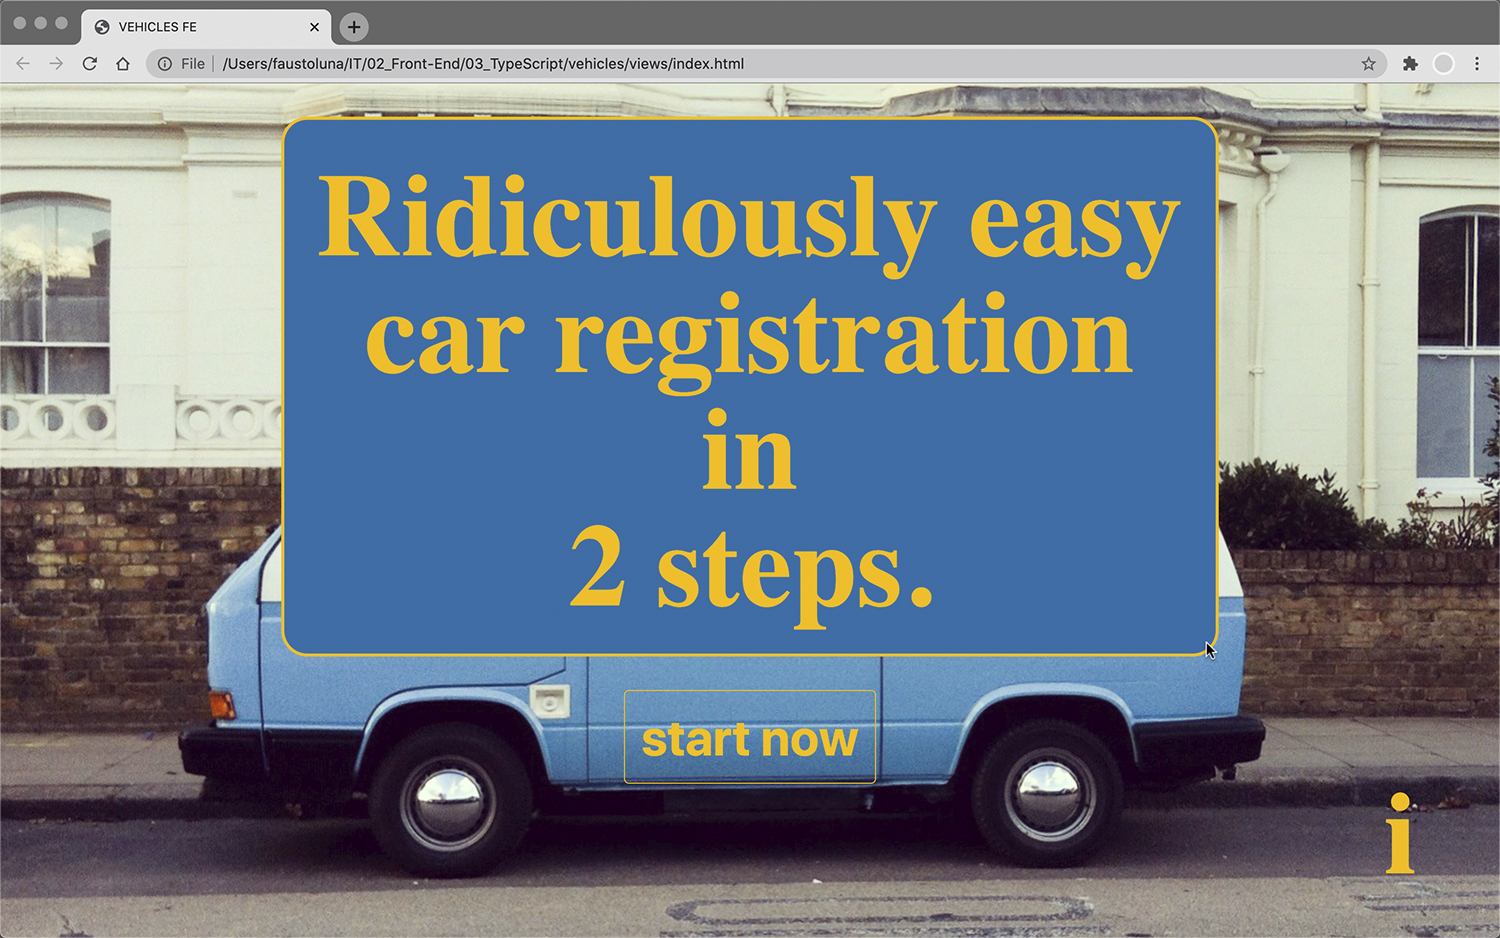 VEHICLES FE
File
/Users/faustoluna/IT/02_Front-End/03_TypeScript/vehicles/views/index.html
Ridiculously easy
car registration
in
2 steps.
start now
i